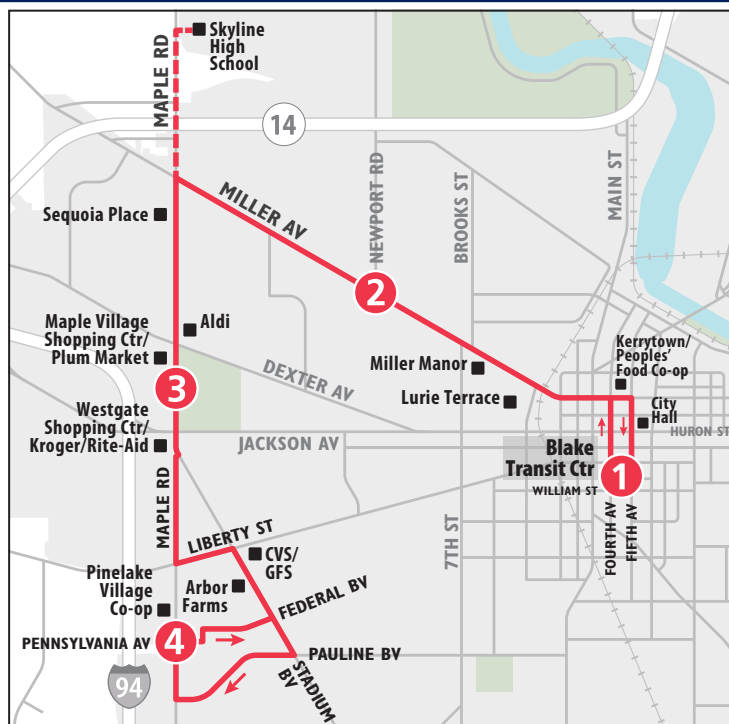 Skyline
High
School
MAPLE RD
14
MAIN ST
MILLER AV
NEWPORT RD
BROOKS ST
Sequoia Place
2
Maple Village
Shopping Ctr/
Plum Market
Aldi
Kerrytown/
Peoples'
Food Co-op
DEXTER AV
Miller Manor
3
Lurie Terrace
City
Hall
Westgate
Shopping Ctr/
Kroger/Rite-Aid
HURON ST
JACKSON AV
Blake
Transit Ctr
1
WILLIAM ST
MAPLE RD
LIBERTY ST
7TH ST
FOURTH AV
FIFTH AV
CVS/
GFS
Pinelake
Village
Co-op
Arbor
Farms
FEDERAL BV
PENNSYLVANIA AV
4
PAULINE BV
STADIUM
BV
94